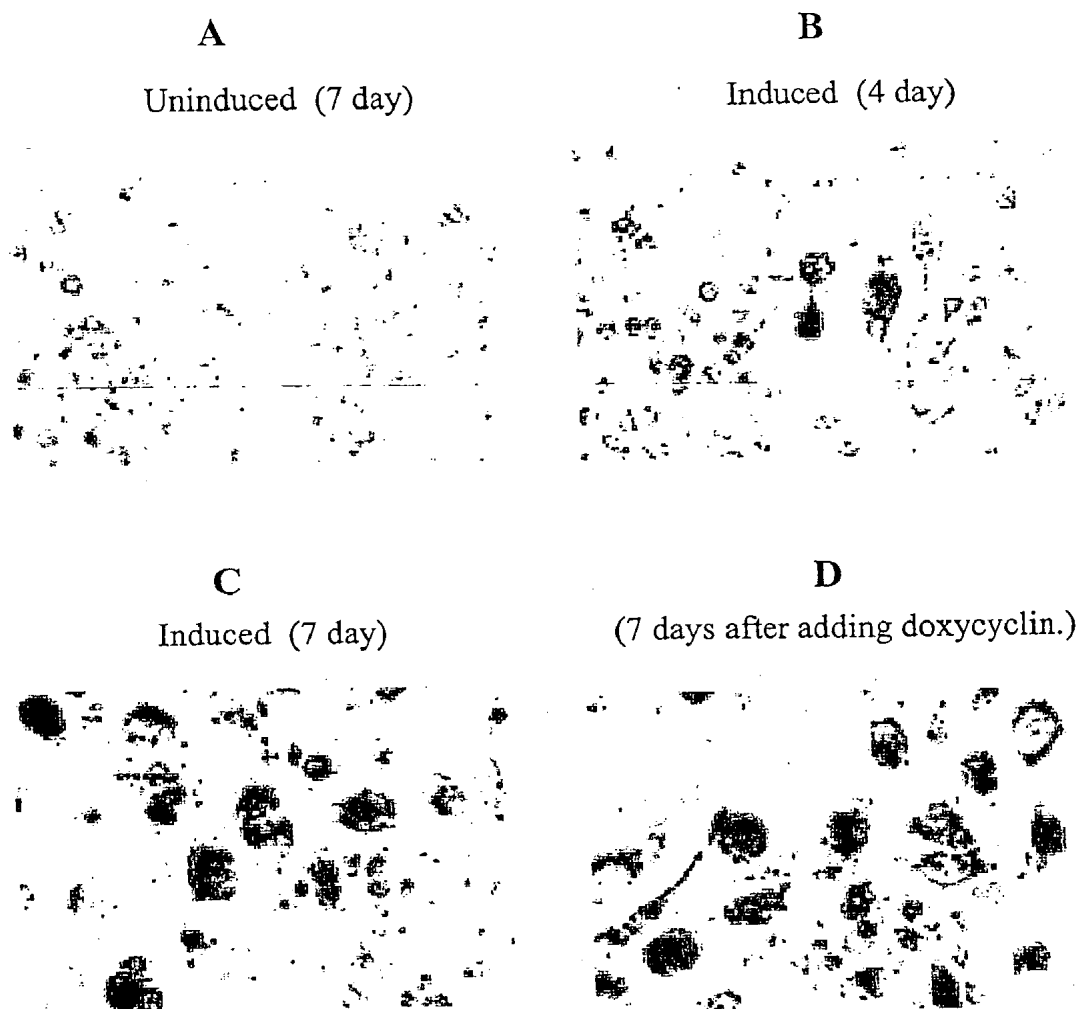 A
Uninduced (7 day)
B
Induced (4 day)
C
Induced (7 day)
D
(7 days after adding doxycyclin.)